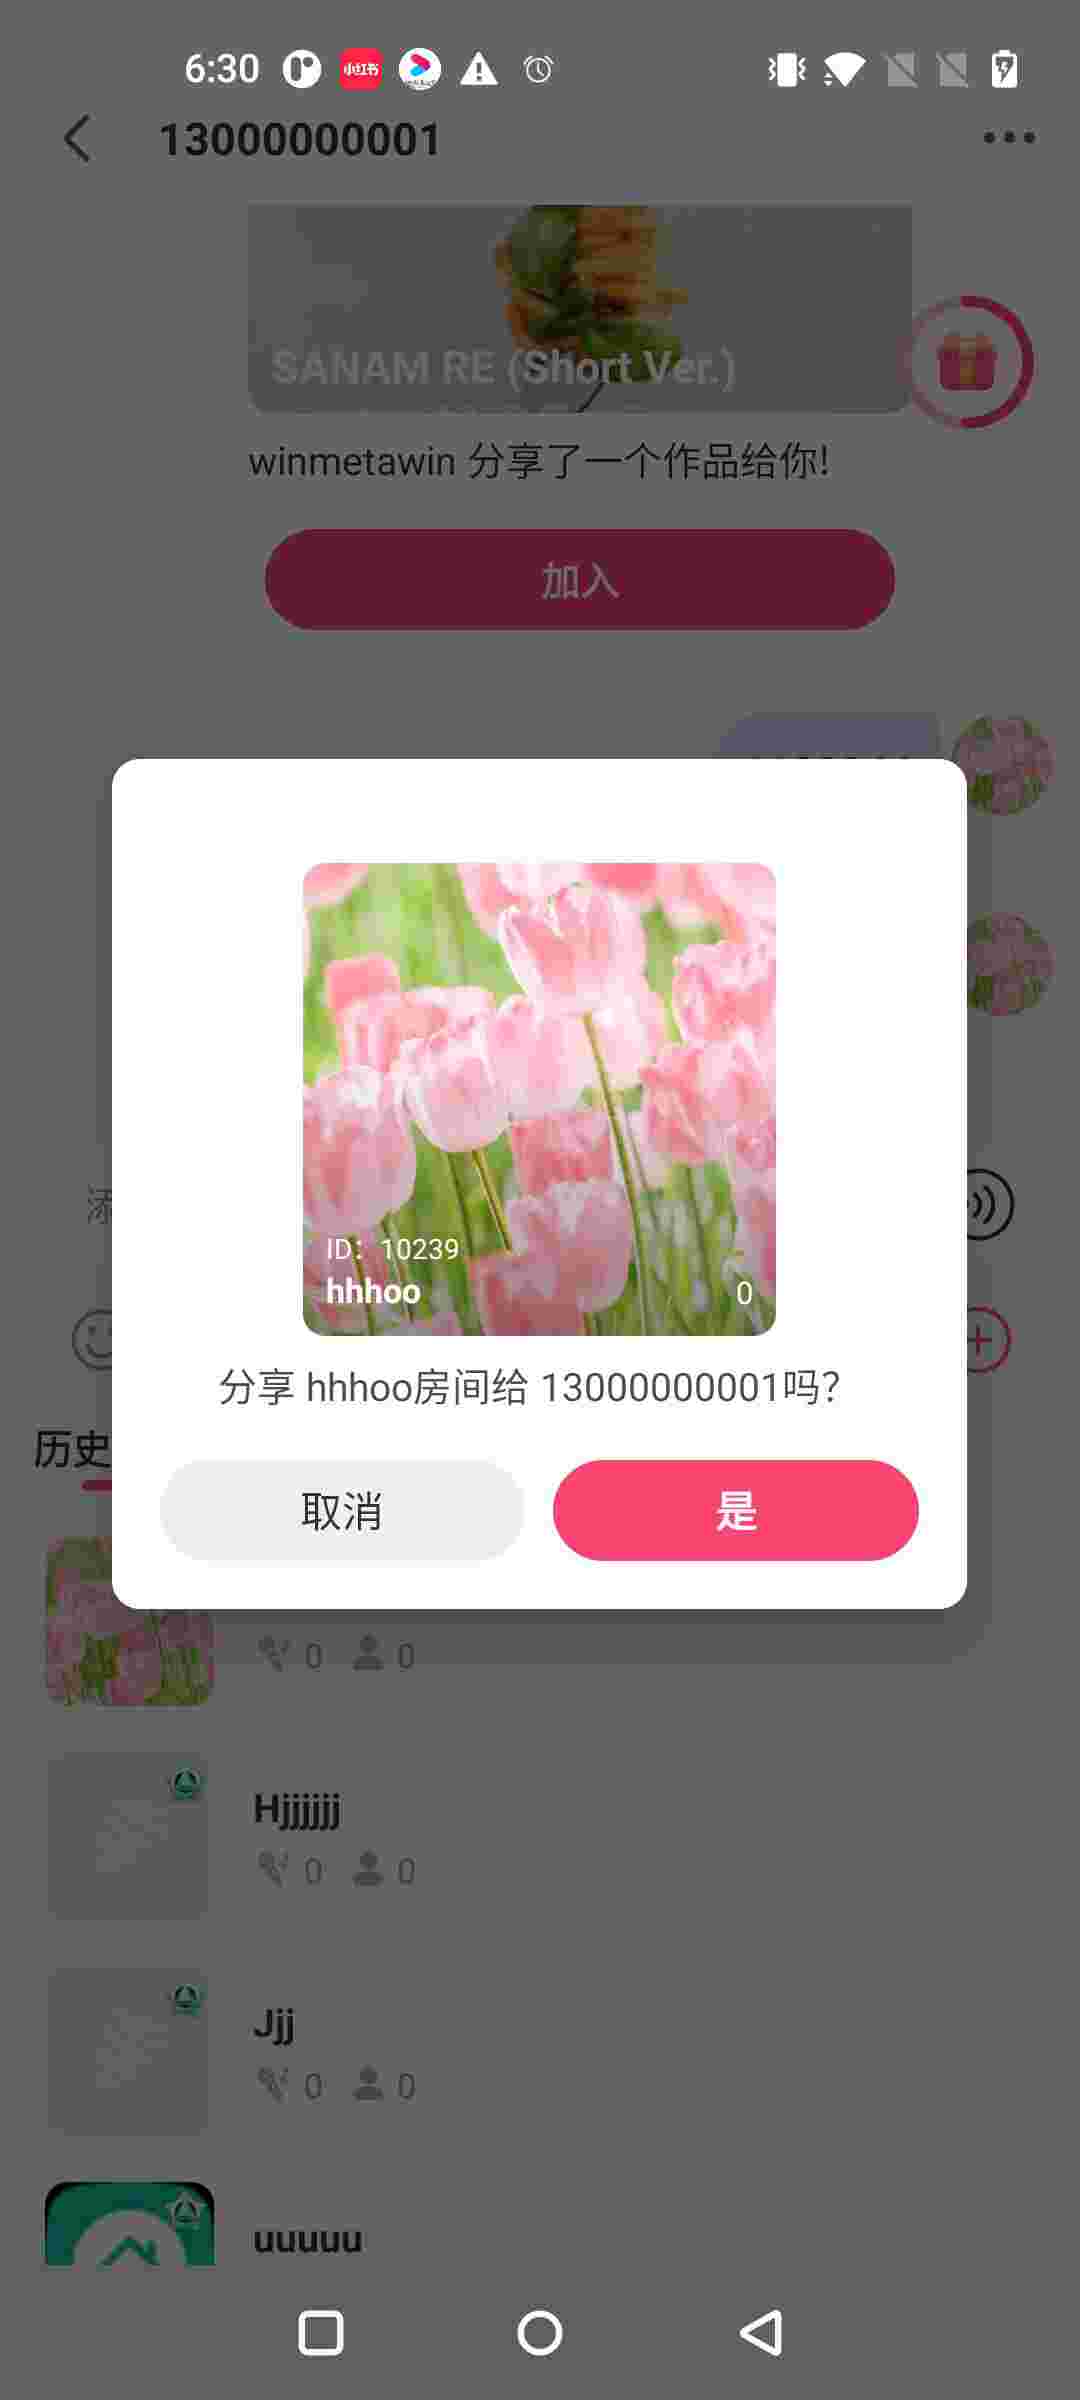 6:30
小红书
13000000001
SANAM RE (Short Ver.)
winmetawin 分享了一个作品给你!
加入
添
ID：10239
hhhoo
0
分享 hhhoo房间给 13000000001吗？
历史
取消
是
0 0
Hjjjjjj
0 0
Jjj
0 0
uuuuu